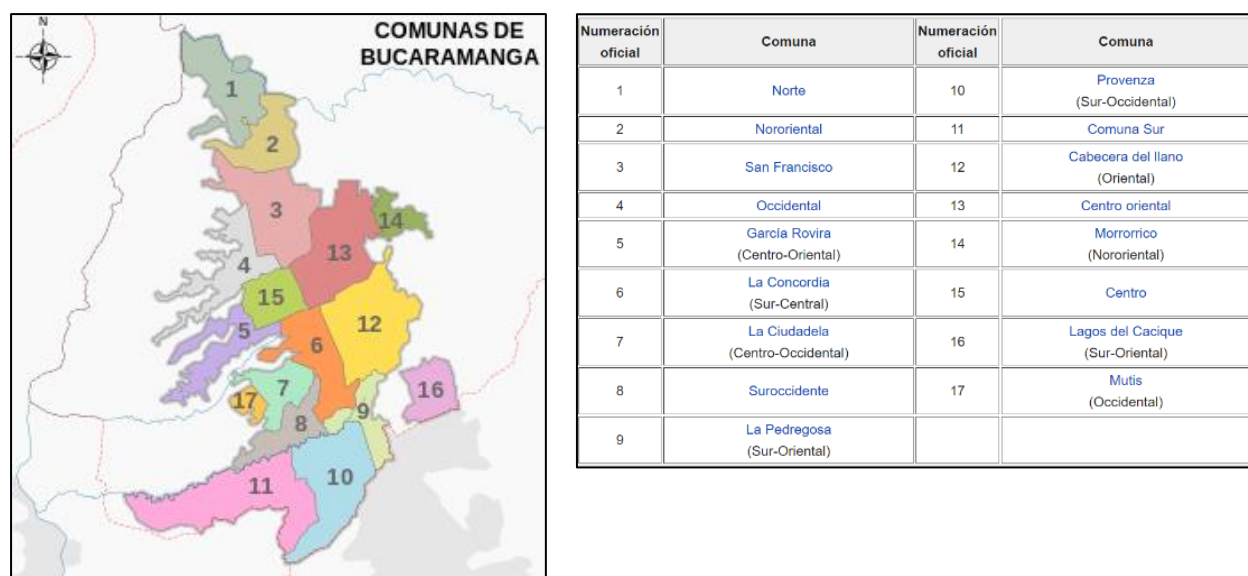 N
COMUNAS DE
BUCARAMANGA
1
2
3
14
4
13
15
5
12
6
7
16
17
9
8
10
11
Numeración oficial Comuna Numeración oficial Comuna
1 Norte 10 Provenza
(Sur-Occidental)
2 Nororiental 11 Comuna Sur
3 San Francisco 12 Cabecera del llano
(Oriental)
4 Occidental 13 Centro oriental
5 García Rovira
(Centro-Oriental)
14 Morrorrico
(Nororiental)
6 La Concordia
(Sur-Central)
15 Centro
7 La Ciudadela
(Centro-Occidental)
16 Lagos del Cacique
(Sur-Oriental)
8 Suroccidente 17 Mutis
(Occidental)
9 La Pedregosa
(Sur-Oriental)